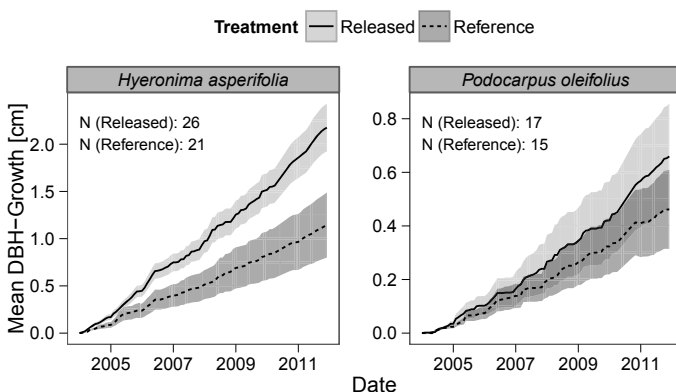 Treatment Released Reference
Hyeronima asperifolia
N (Released): 26
N (Reference): 21
2.0
1.5
1.0
0.5
0.0
2005 2007 2009 2011
Podocarpus oleifolius
N (Released): 17
N (Reference): 15
0.8
0.6
0.4
0.2
0.0
2005 2007 2009 2011
Mean DBH−Growth [cm]
Date